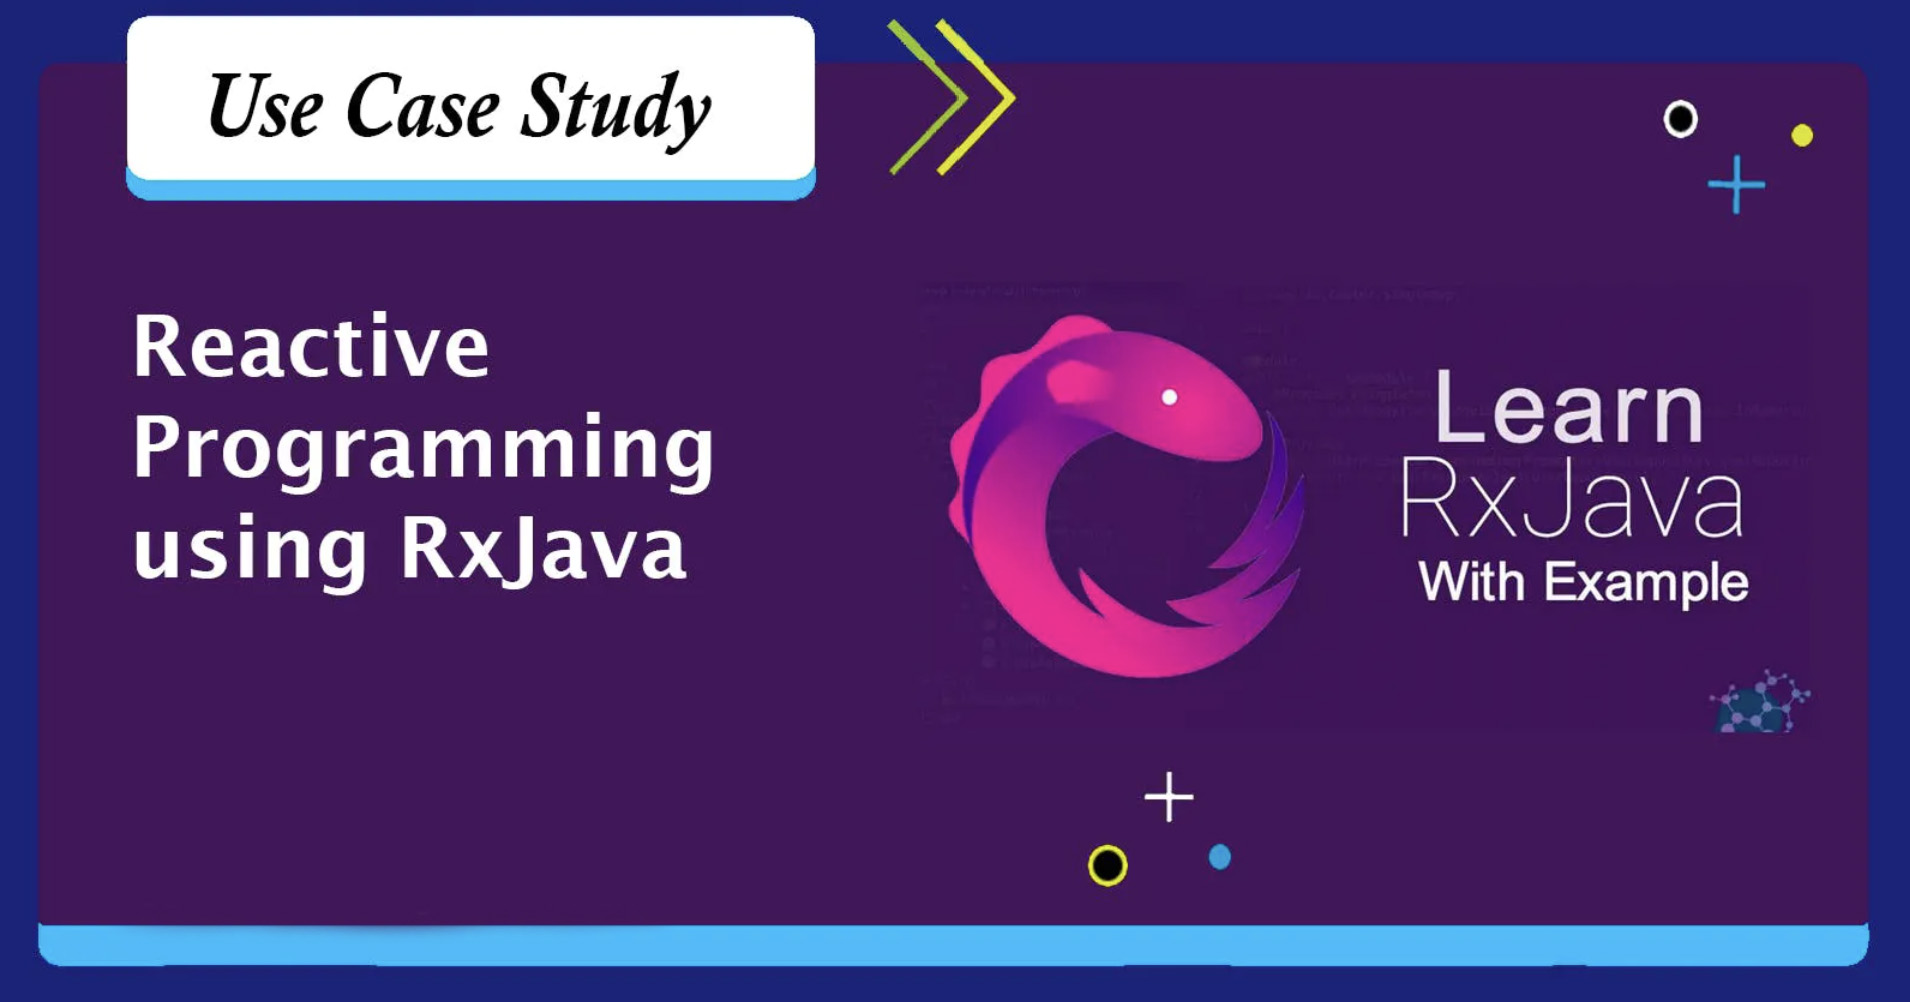 Use Case Study
Reactive
Programming
using RxJava
Learn
RxJava
With Example